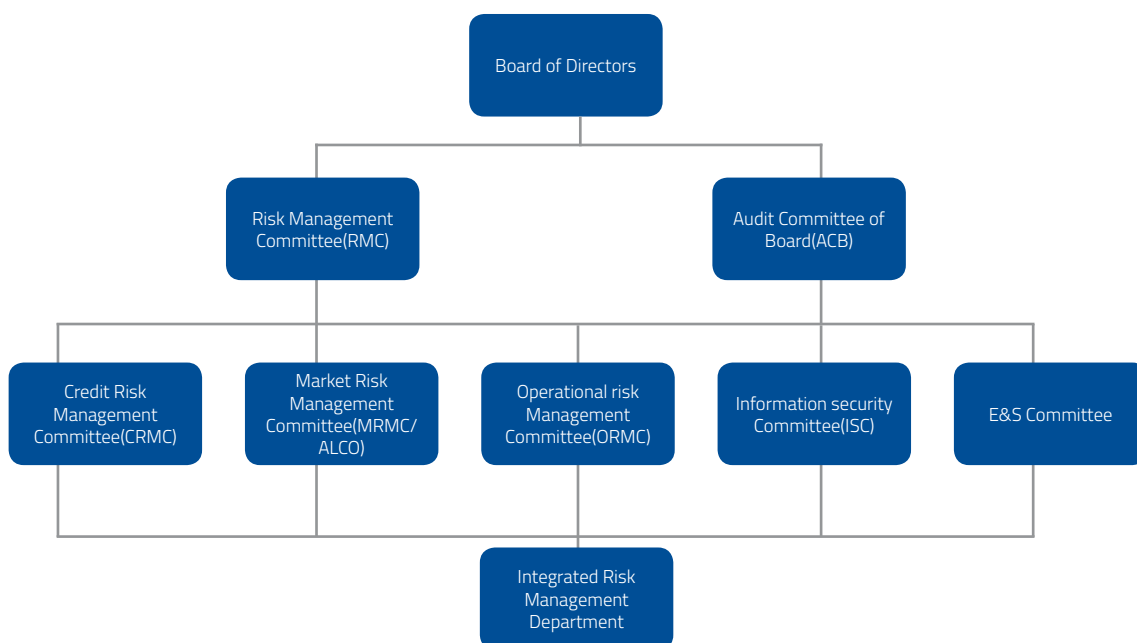 Board of Directors
Risk Management
Committee(RMC)
Audit Committee of
Board(ACB)
Credit Risk
Management
Committee(CRMC)
Market Risk
Management
Committee(MRMC/
ALCO)
Operational risk
Management
Committee(ORMC)
Information security
Committee(ISC)
E&S Committee
Integrated Risk
Management
Department